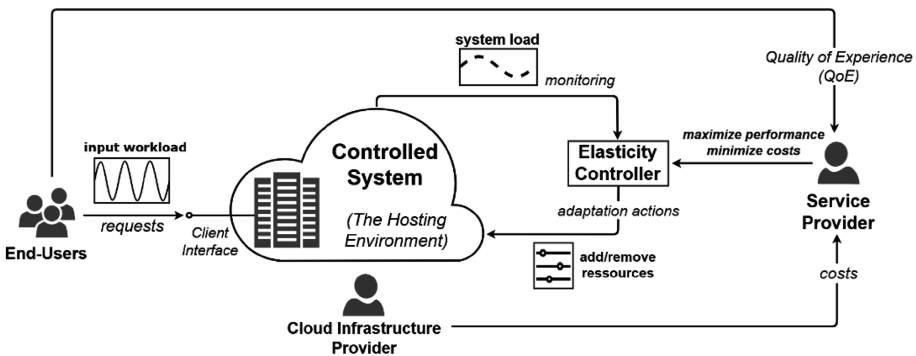 system load
monitoring
Quality of Experience
(QoE)
input workload
requests
End-Users
Client
Interface
Controlled
System
(The Hosting
Environment)
Elasticity
Controller
maximize performance
minimize costs
Service
Provider
adaptation actions
add/remove
ressources
costs
Cloud Infrastructure
Provider